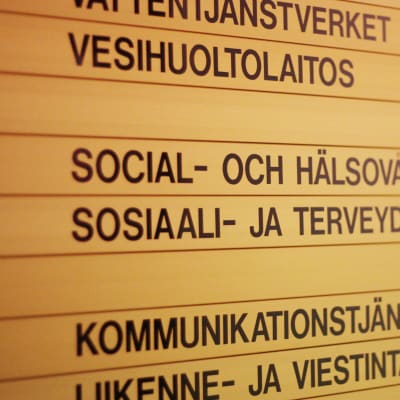 VATTENTJÄNSTVERKET
VESIHUOLTOLAITOS
SOCIAL- OCH HÄLSOVÅ
SOSIAALI- JA TERVEYD
KOMMUNIKATIONSTJÄN
LIIKENNE- JA VIESTINTÄ